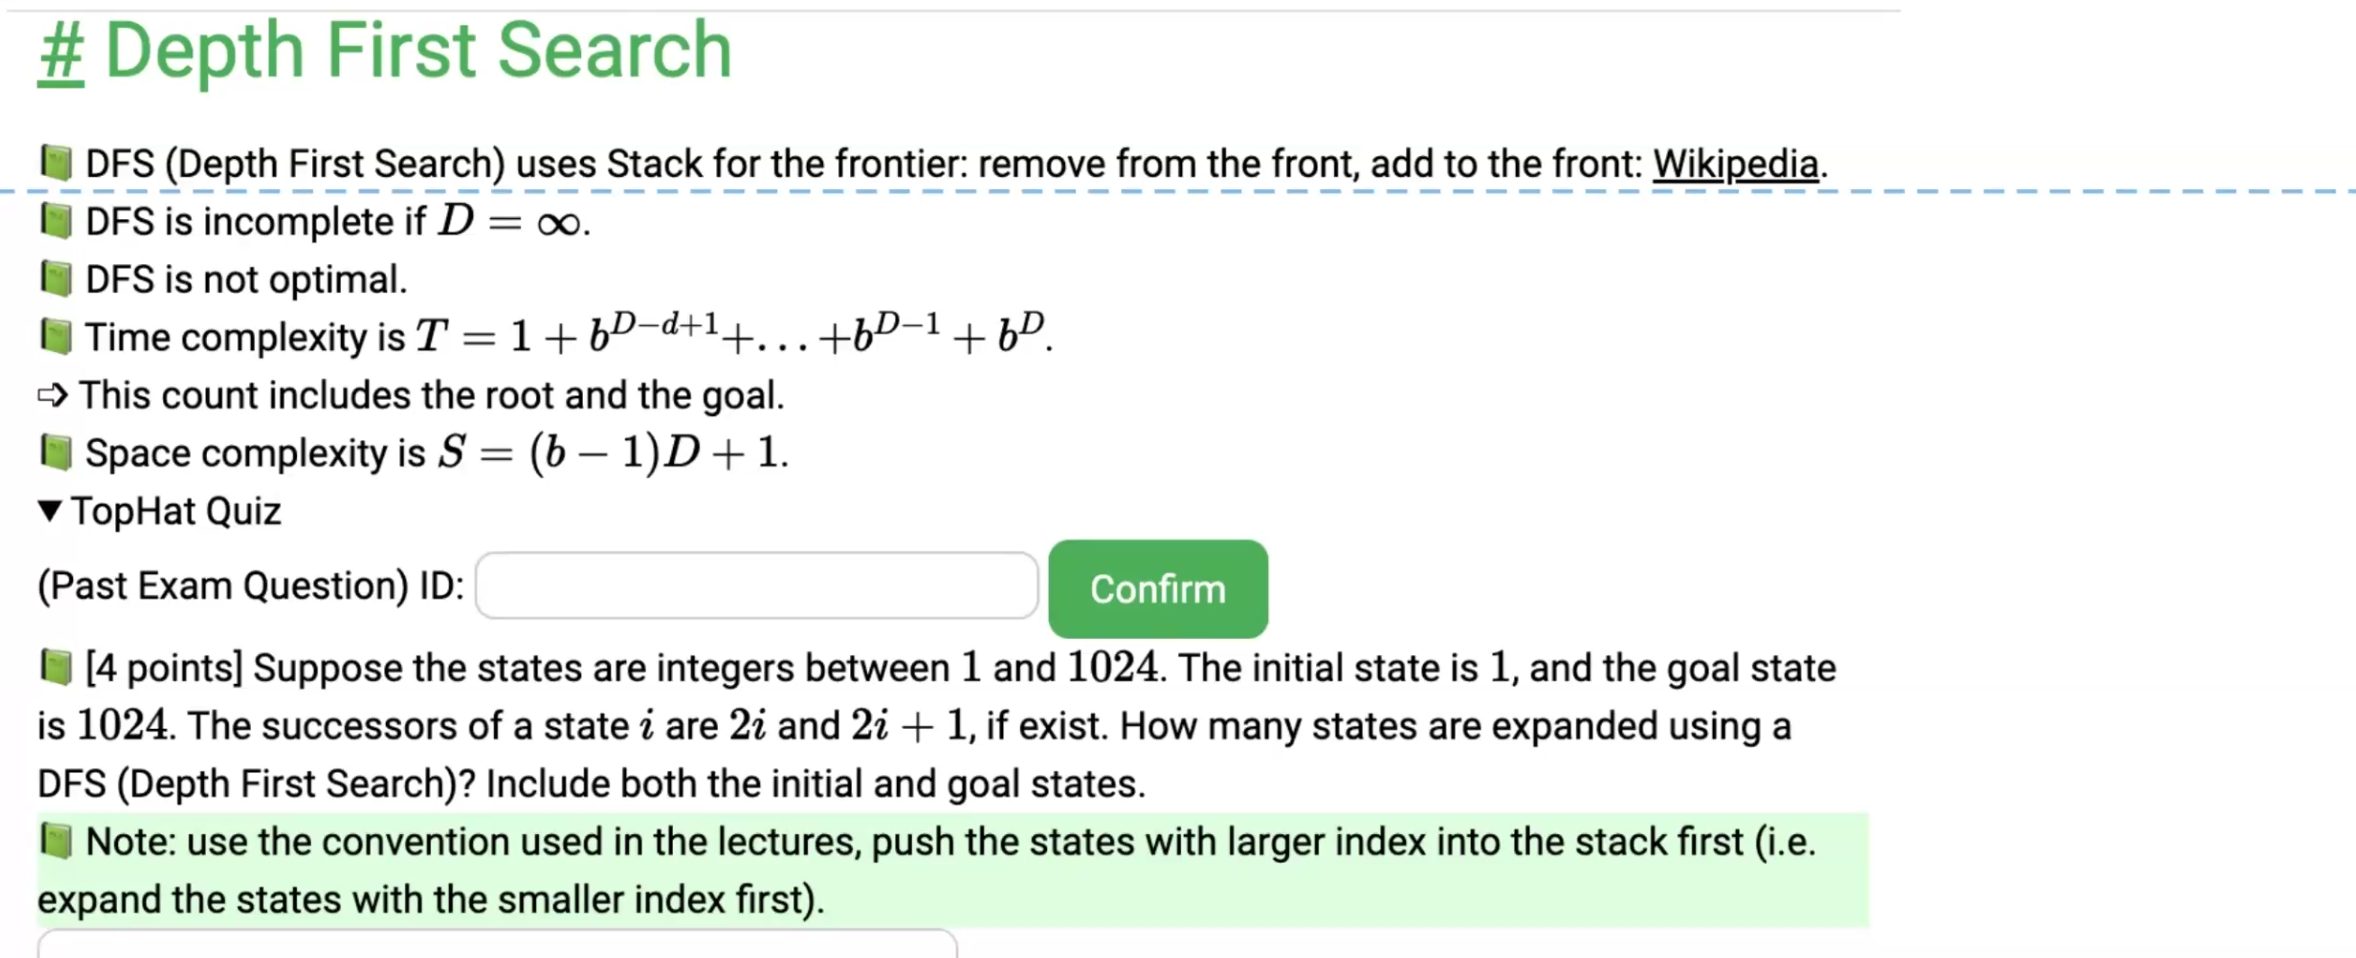 # Depth First Search
📗 DFS (Depth First Search) uses Stack for the frontier: remove from the front, add to the front: Wikipedia.
📗 DFS is incomplete if D = ∞.
📗 DFS is not optimal.
📗 Time complexity is T = 1 + b^{D−d+1}+...+b^{D−1} + b^{D}.
➩ This count includes the root and the goal.
📗 Space complexity is S = (b − 1)D + 1.
▼ TopHat Quiz
(Past Exam Question) ID: Confirm
📗 [4 points] Suppose the states are integers between 1 and 1024. The initial state is 1, and the goal state
is 1024. The successors of a state i are 2i and 2i + 1, if exist. How many states are expanded using a
DFS (Depth First Search)? Include both the initial and goal states.
📗 Note: use the convention used in the lectures, push the states with larger index into the stack first (i.e.
expand the states with the smaller index first).